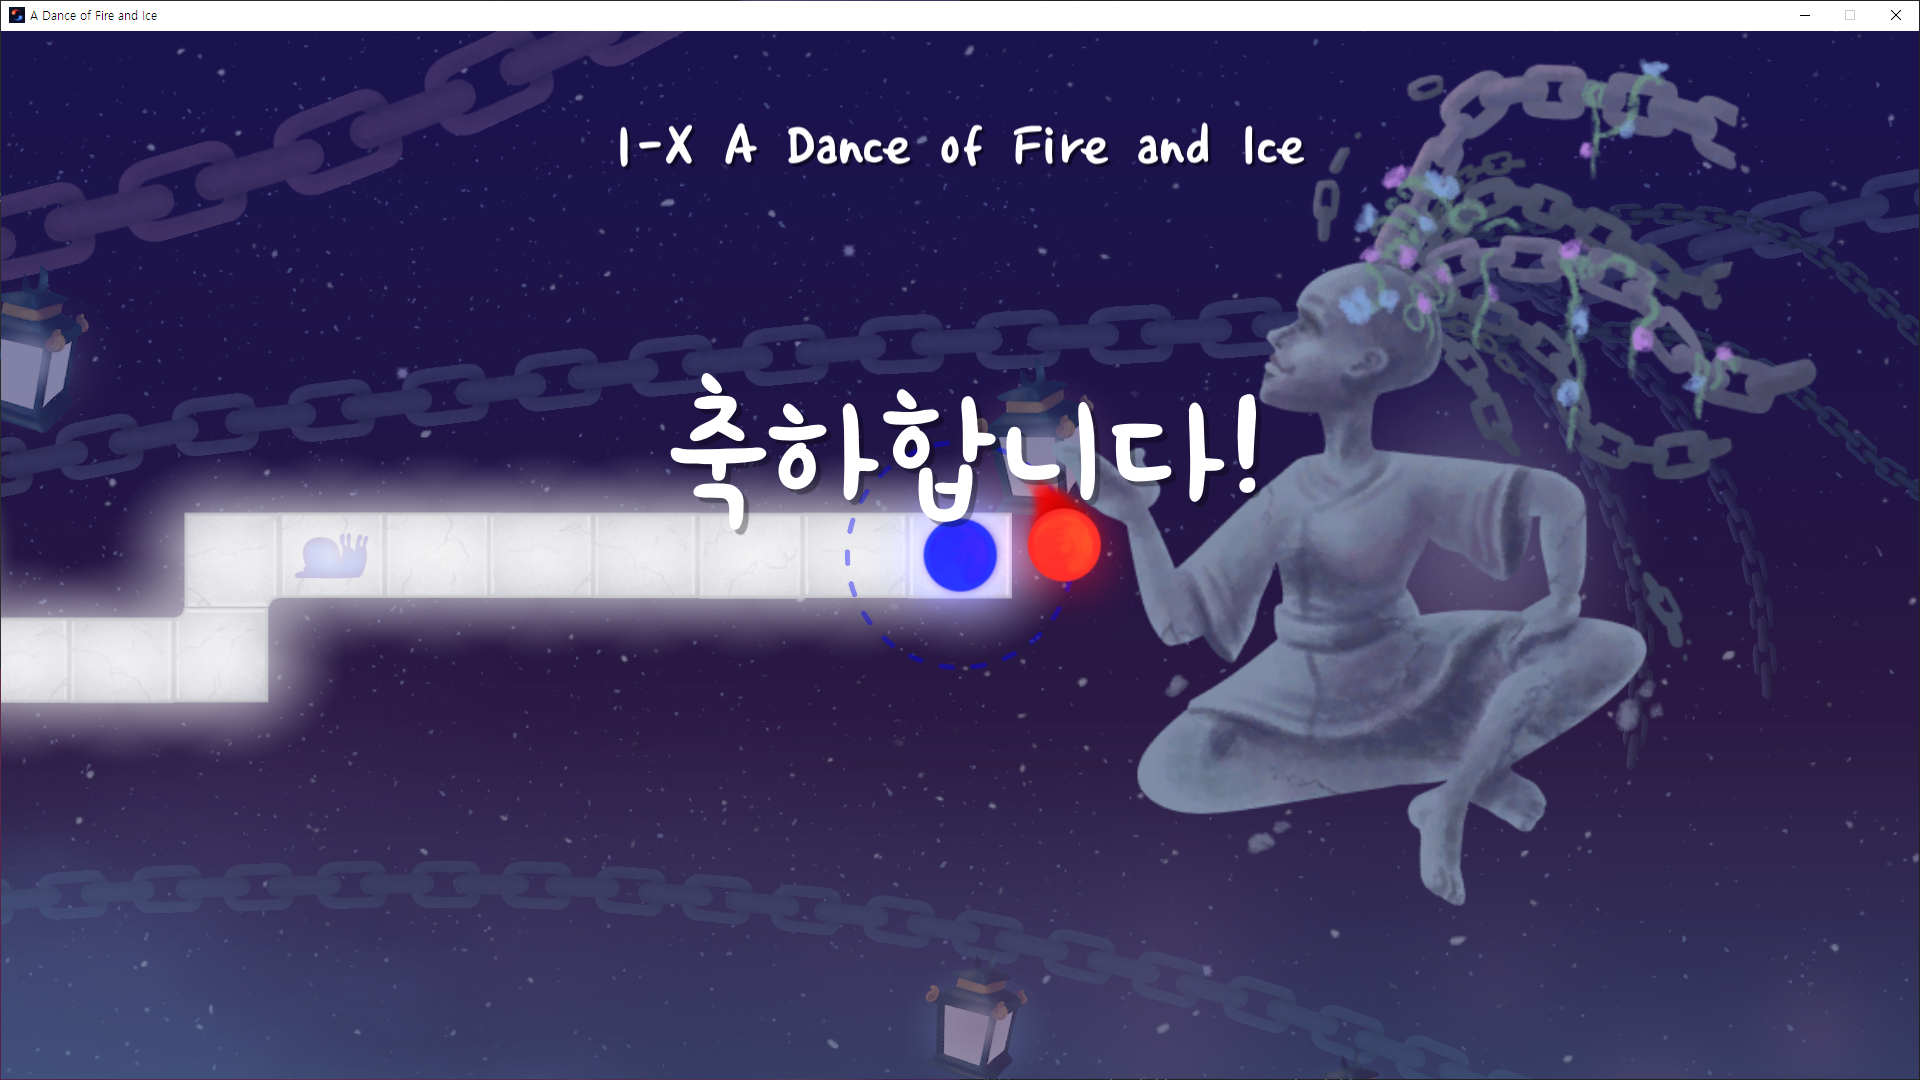 A Dance of Fire and Ice
1-X A Dance of Fire and Ice
축하합니다!